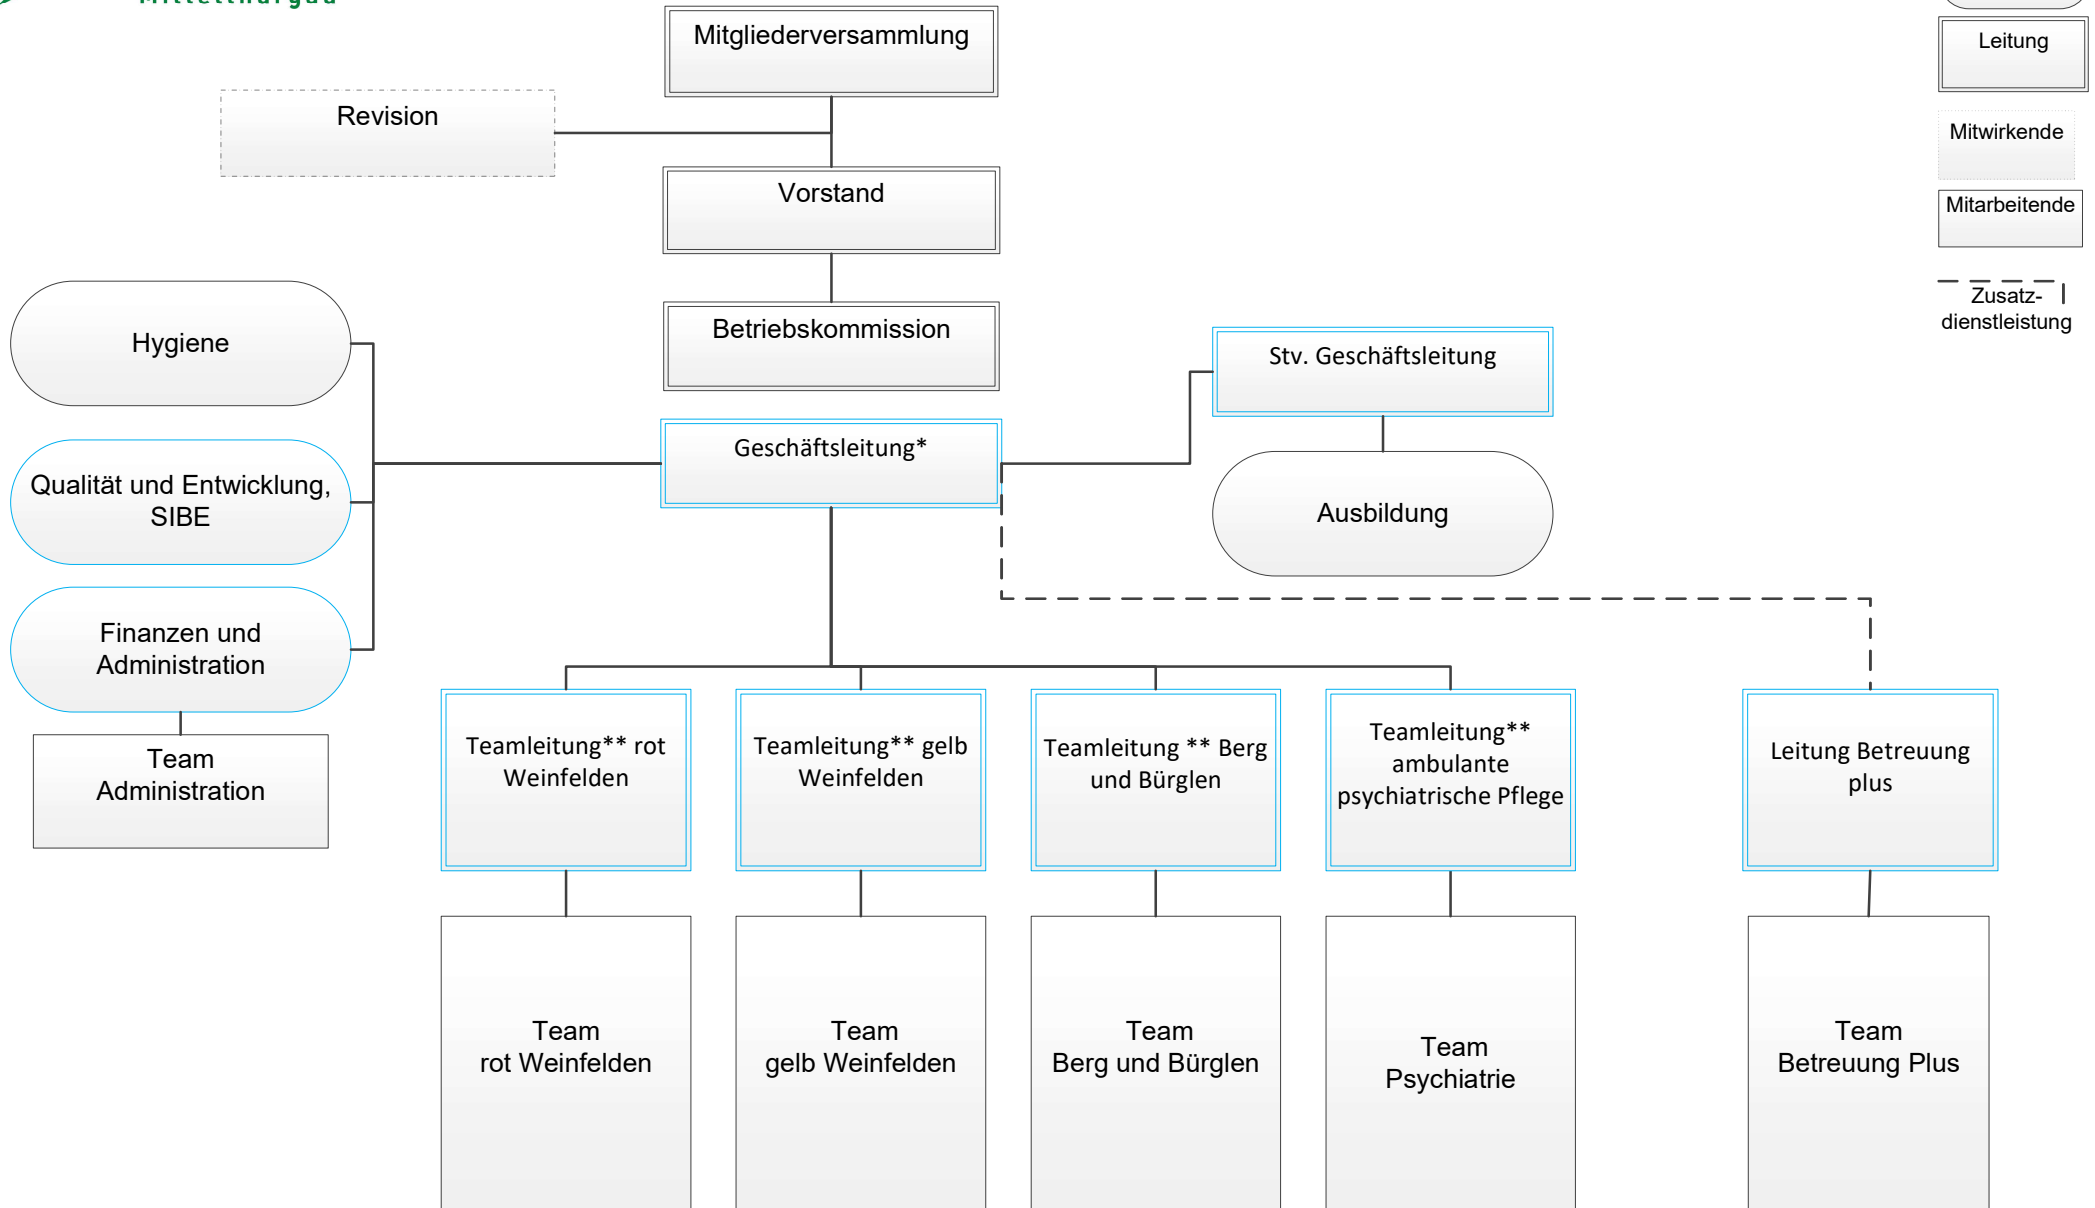 Mitgliederversammlung
Leitung
Revision
Mitwirkende
Vorstand
Mitarbeitende
Zusatz-
dienstleistung
Hygiene
Betriebskommission
Stv. Geschäftsleitung
Geschäftsleitung*
Qualität und Entwicklung,
SIBE
Ausbildung
Finanzen und
Administration
Team
Administration
Teamleitung** rot
Weinfelden
Teamleitung** gelb
Weinfelden
Teamleitung ** Berg
und Bürglen
Teamleitung**
ambulante
psychiatrische Pflege
Leitung Betreuung
plus
Team
rot Weinfelden
Team
gelb Weinfelden
Team
Berg und Bürglen
Team
Psychiatrie
Team
Betreuung Plus